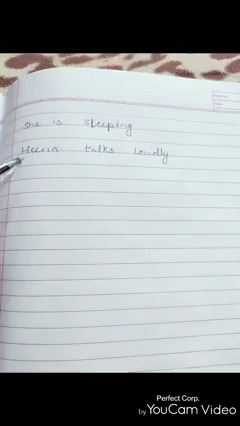 she is sleeping
Heena talks loudly
Perfect Corp.
by YouCam Video